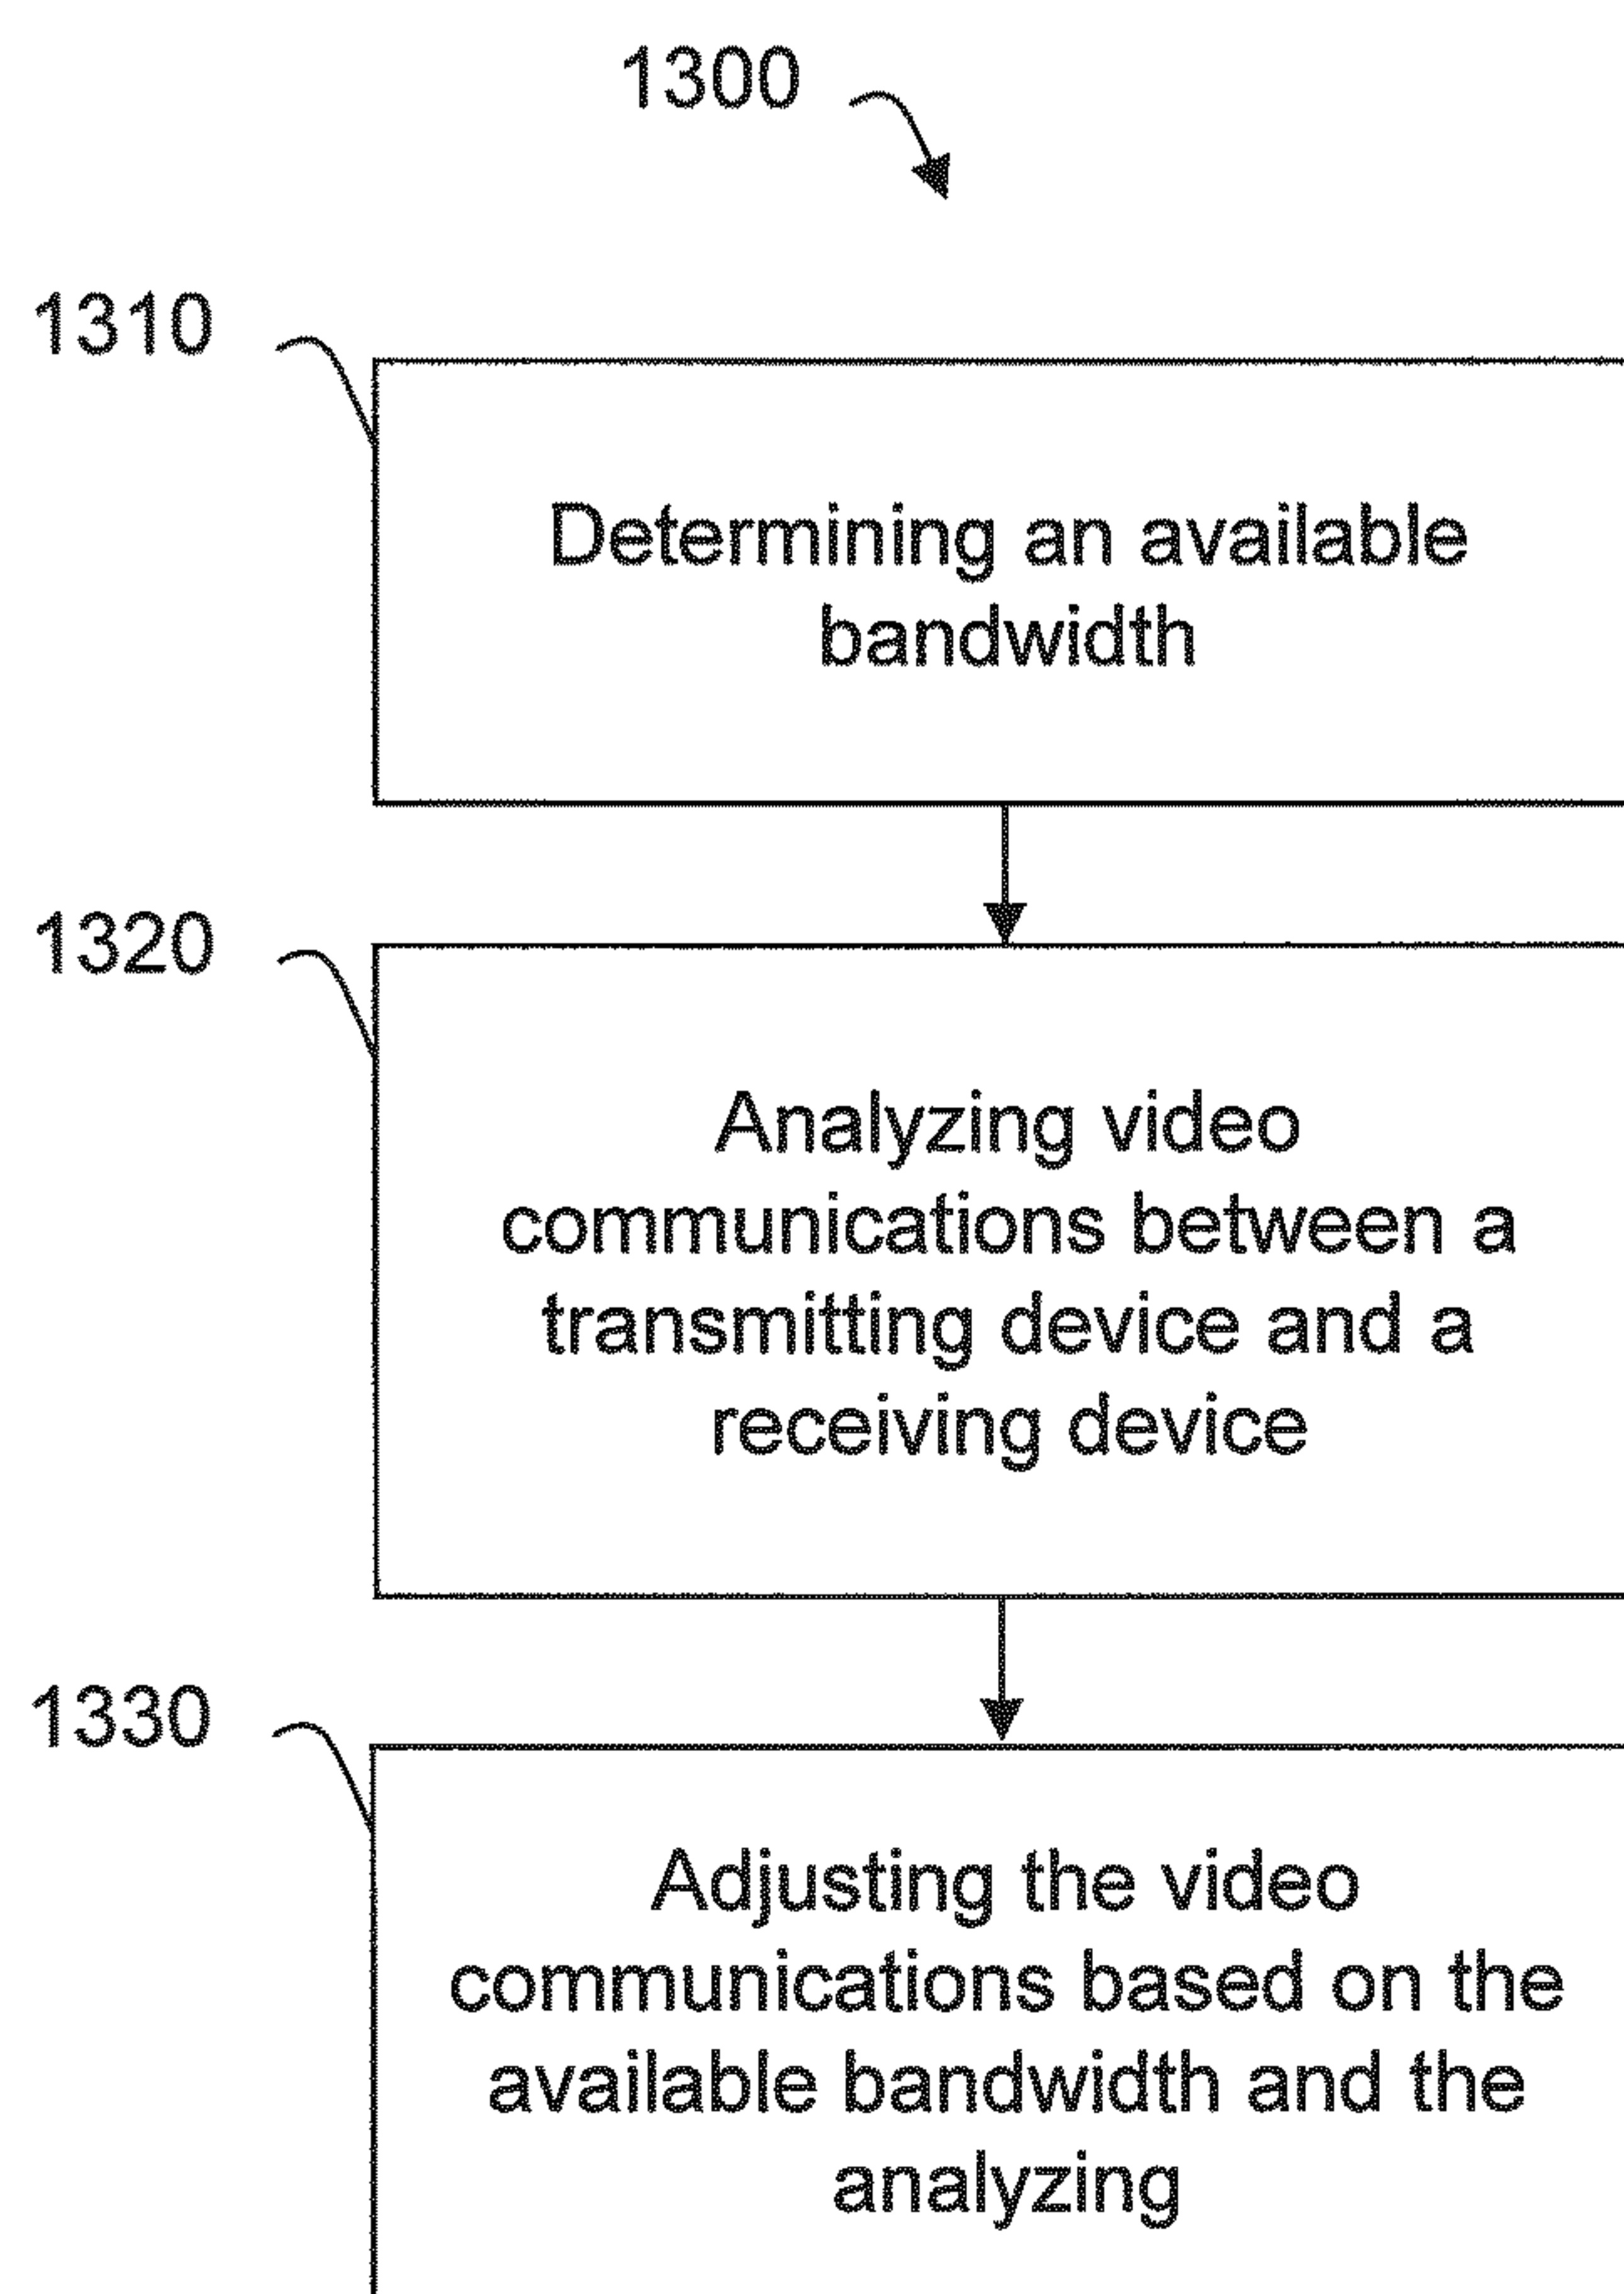 1300
1310
Determining an available
bandwidth
1320
Analyzing video
communications between a
transmitting device and a
receiving device
1330
Adjusting the video
communications based on the
available bandwidth and the
analyzing